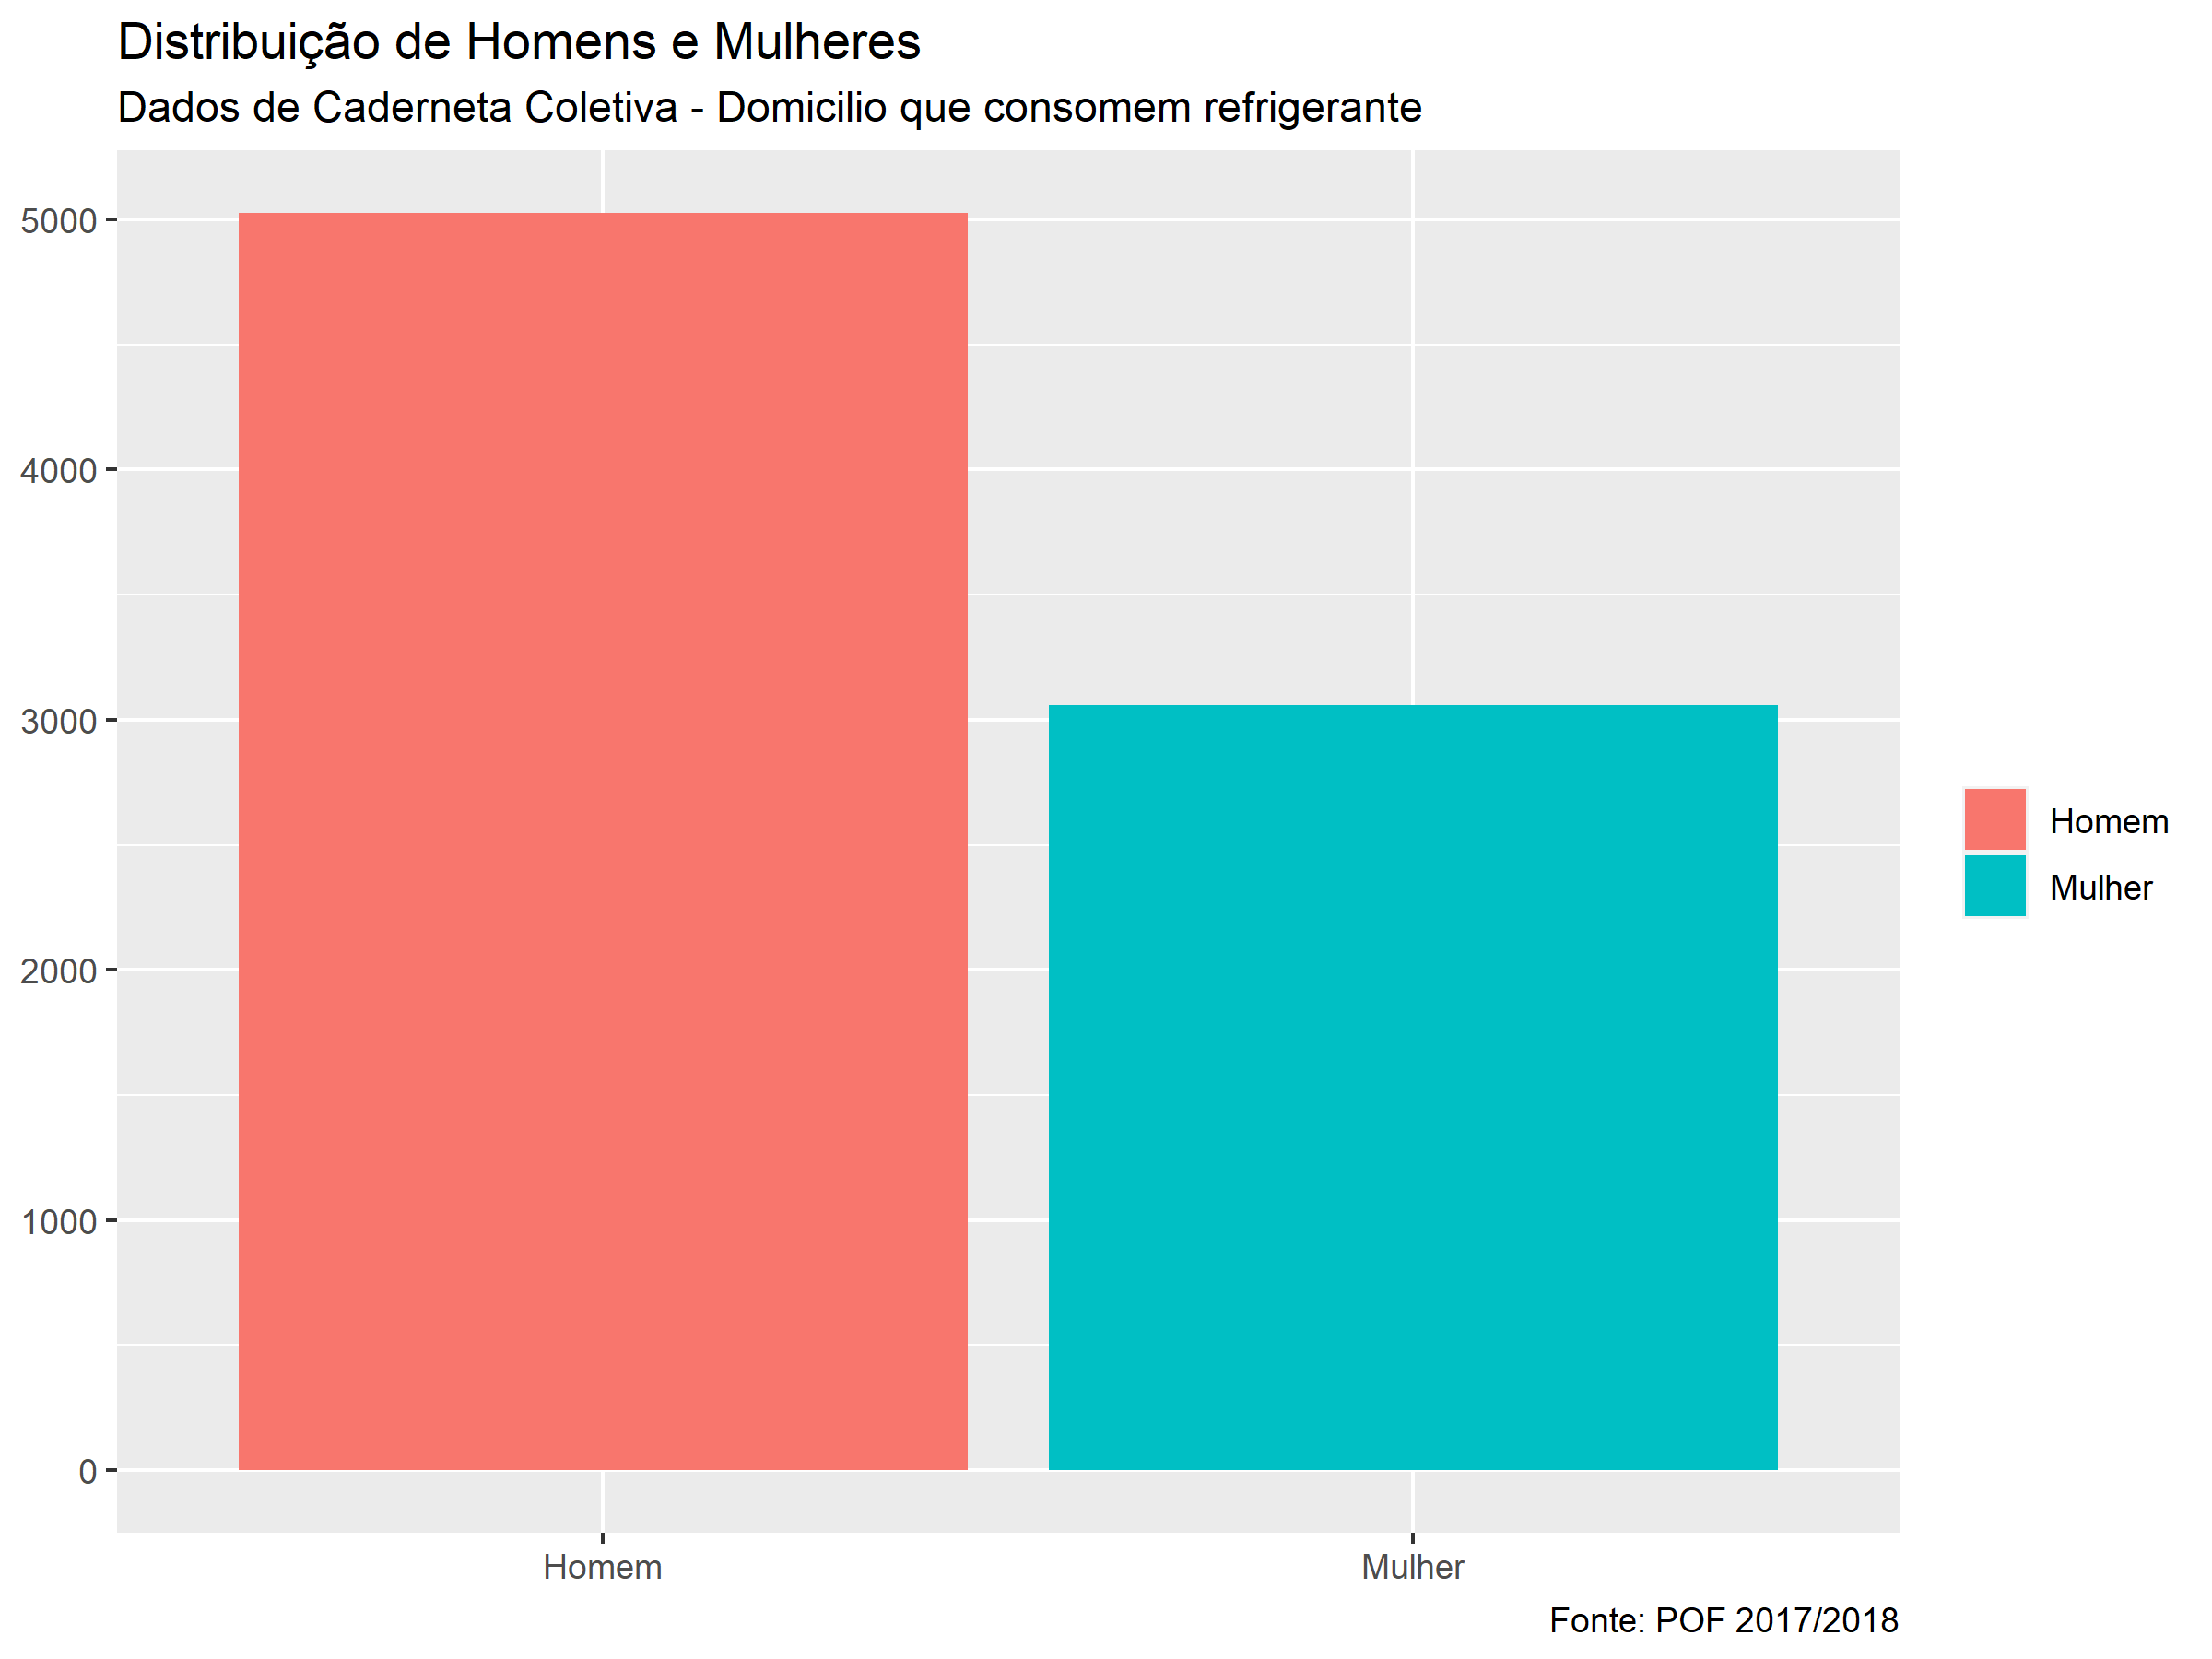 Distribuição de Homens e Mulheres
Dados de Caderneta Coletiva - Domicilio que consomem refrigerante
5000
4000
3000
2000
1000
0
Homem
Mulher
Homem
Mulher
Fonte: POF 2017/2018